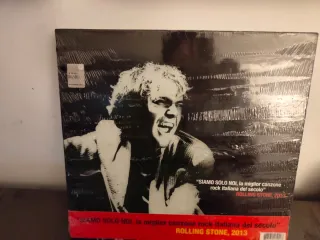 "SIAMO SOLO NOI, la miglior canzone
rock italiana del secolo"
ROLLING STONE, 2013
"SIAMO SOLO NOI, la miglior canzone rock italiana del secolo"
ROLLING STONE, 2013